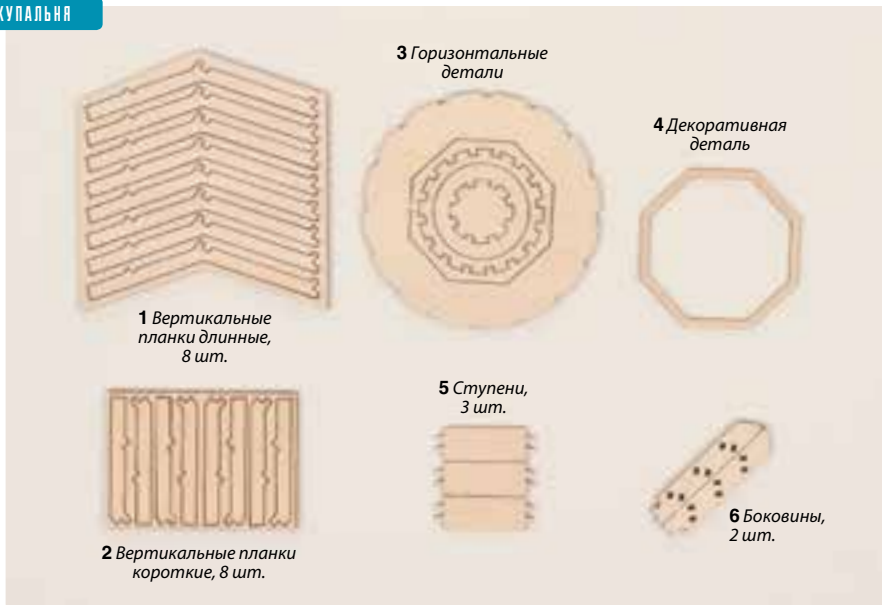 КУПАЛЬНЯ
3 Горизонтальные
детали
4 Декоративная
деталь
1 Вертикальные
планки длинные,
8 шт.
5 Ступени,
3 шт.
6 Боковины,
2 шт.
2 Вертикальные планки
короткие, 8 шт.